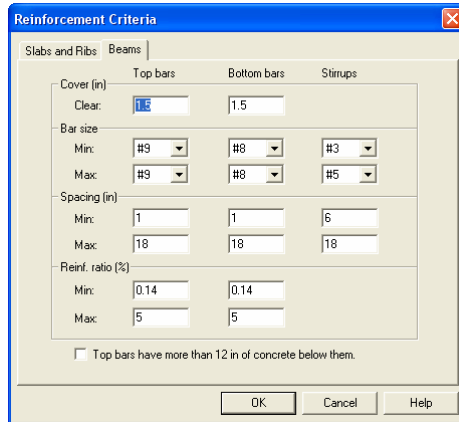 Reinforcement Criteria
Slabs and Ribs Beams
Top bars Bottom bars Stirrups
Cover (in)
Clear: 1.5 1.5
Bar size
Min: #9 #8 #3
Max: #9 #8 #5
Spacing (in)
Min: 1 1 6
Max: 18 18 18
Reinf. ratio (%)
Min: 0.14 0.14
Max: 5 5
Top bars have more than 12 in of concrete below them.
OK Cancel Help